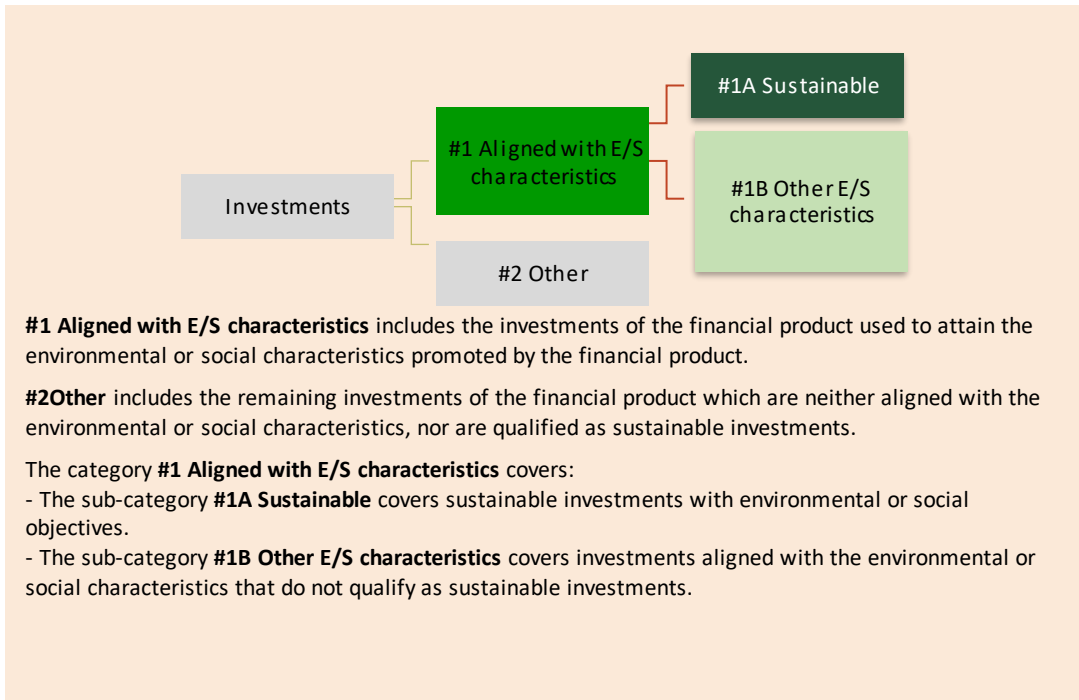 #1A Sustainable
#1 Aligned with E/S
characteristics
#1B Other E/S
characteristics
Investments
#2 Other
#1 Aligned with E/S characteristics includes the investments of the financial product used to attain the
environmental or social characteristics promoted by the financial product.
#2Other includes the remaining investments of the financial product which are neither aligned with the
environmental or social characteristics, nor are qualified as sustainable investments.
The category #1 Aligned with E/S characteristics covers:
- The sub-category #1A Sustainable covers sustainable investments with environmental or social
objectives.
- The sub-category #1B Other E/S characteristics covers investments aligned with the environmental or
social characteristics that do not qualify as sustainable investments.